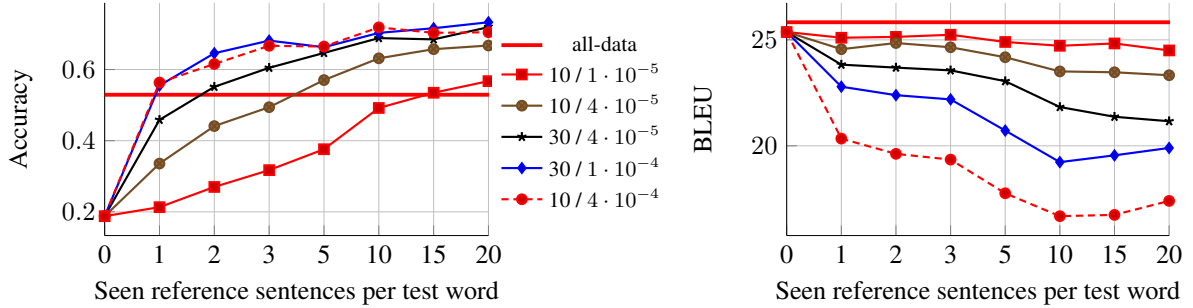 Accuracy
0.6
0.4
0.2
0 1 2 3 5 10 15 20
Seen reference sentences per test word
all-data
10 / 1 · 10⁻⁵
10 / 4 · 10⁻⁵
30 / 4 · 10⁻⁵
30 / 1 · 10⁻⁴
10 / 4 · 10⁻⁴
BLEU
25
20
0 1 2 3 5 10 15 20
Seen reference sentences per test word